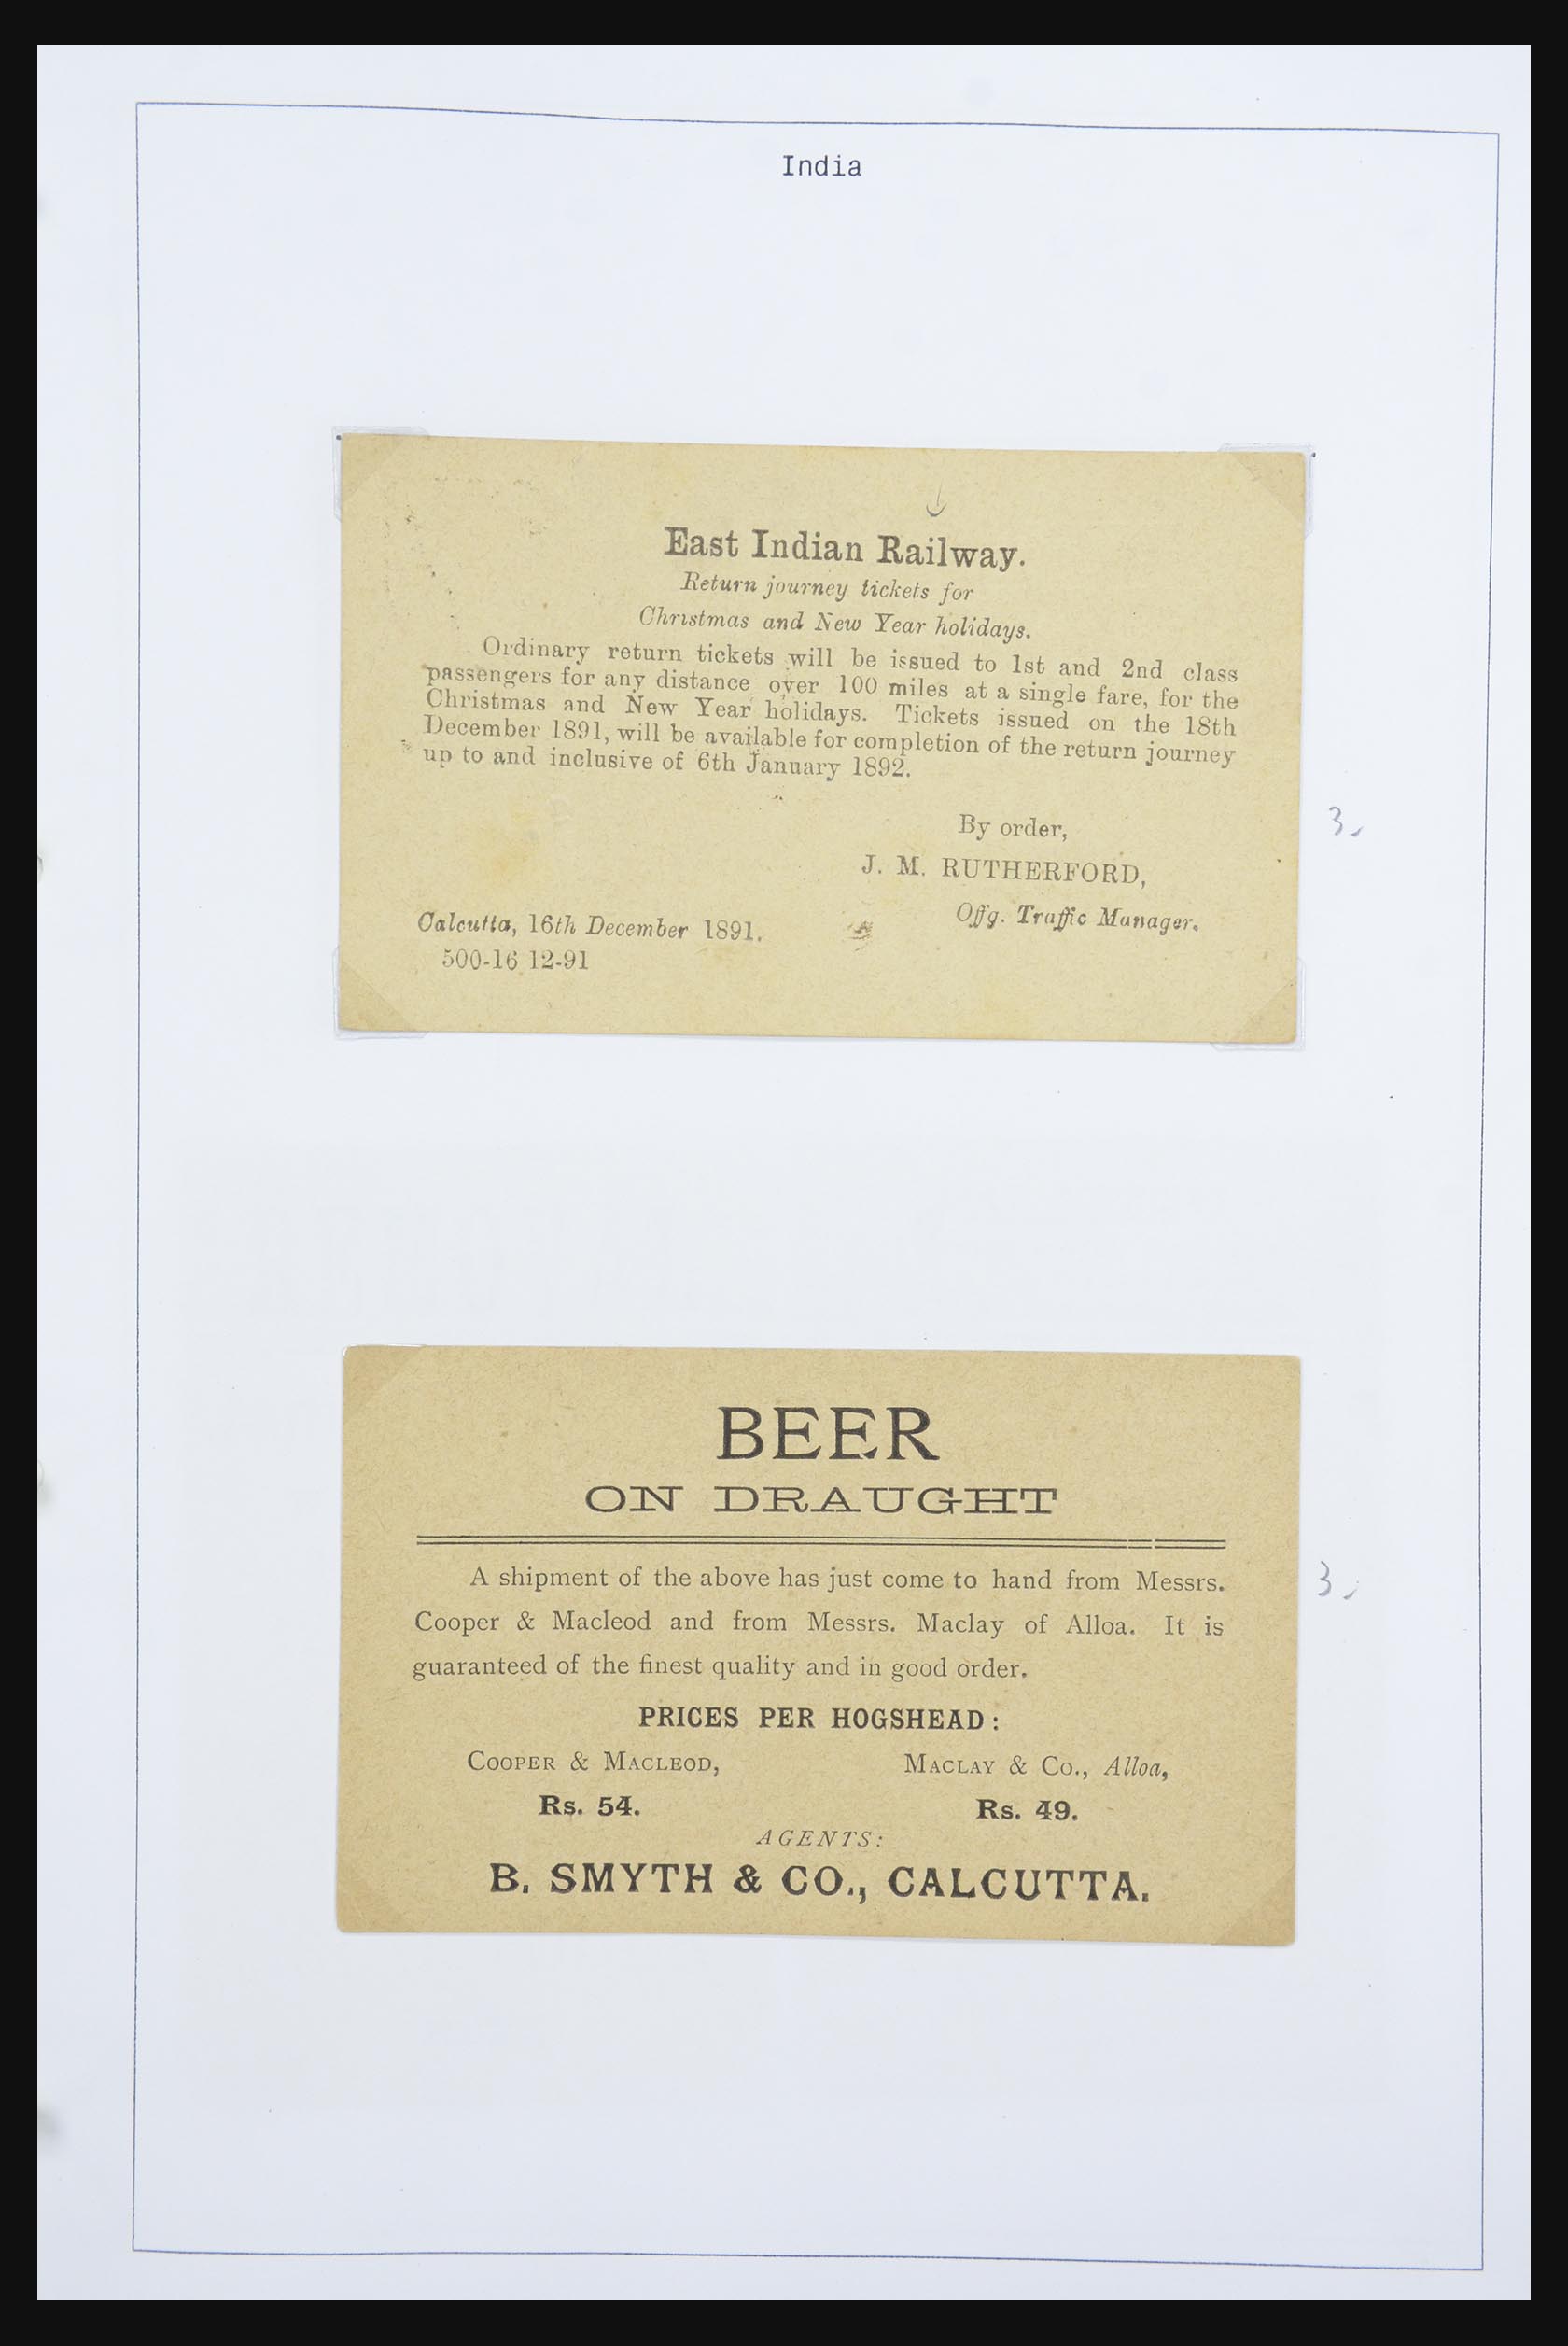 India
East Indian Railway.
Return journey tickets for
Christmas and New Year holidays.
Ordinary return tickets will be issued to 1st and 2nd class
passengers for any distance over 100 miles at a single fare, for the
Christmas and New Year holidays. Tickets issued on the 18th
December 1891, will be available for completion of the return journey
up to and inclusive of 6th January 1892.
By order,
J. M. RUTHERFORD,
Offg. Traffic Manager.
Calcutta, 16th December 1891.
500-16 12-91
3
BEER
ON DRAUGHT
A shipment of the above has just come to hand from Messrs.
Cooper & Macleod and from Messrs. Maclay of Alloa. It is
guaranteed of the finest quality and in good order.
PRICES PER HOGSHEAD:
COOPER & MACLEOD,
Rs. 54.
MACLAY & Co., Alloa,
Rs. 49.
AGENTS:
B. SMYTH & CO., CALCUTTA.
3